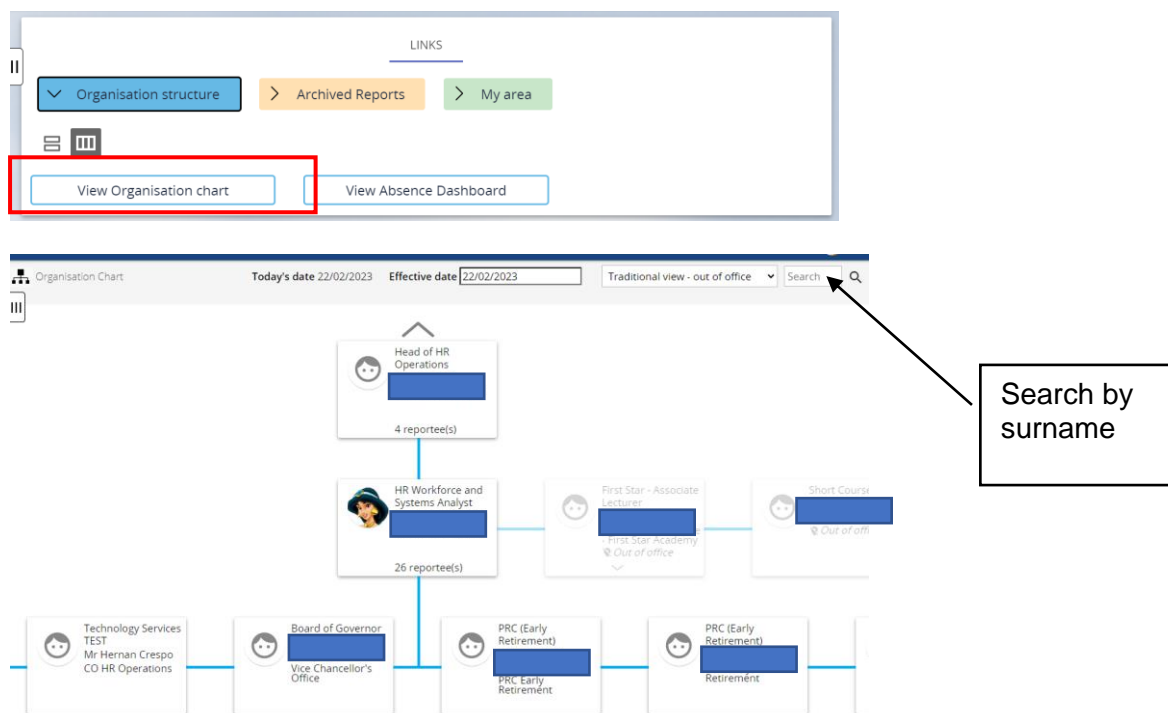 LINKS
Organisation structure Archived Reports My area
View Organisation chart View Absence Dashboard
Organisation Chart Today's date 22/02/2023 Effective date 22/02/2023 Traditional view - out of office Search
Head of HR
Operations
4 reportee(s)
Search by
surname
HR Workforce and
Systems Analyst
26 reportee(s)
First Star - Associate
Lecturer
- First Star Academy
Out of office
Short Course
Out of offi
Technology Services
TEST
Mr Hernan Crespo
CO HR Operations
Board of Governor
Vice Chancellor's
Office
PRC (Early
Retirement)
PRC Early
Retirement
PRC (Early
Retirement)
Retirement